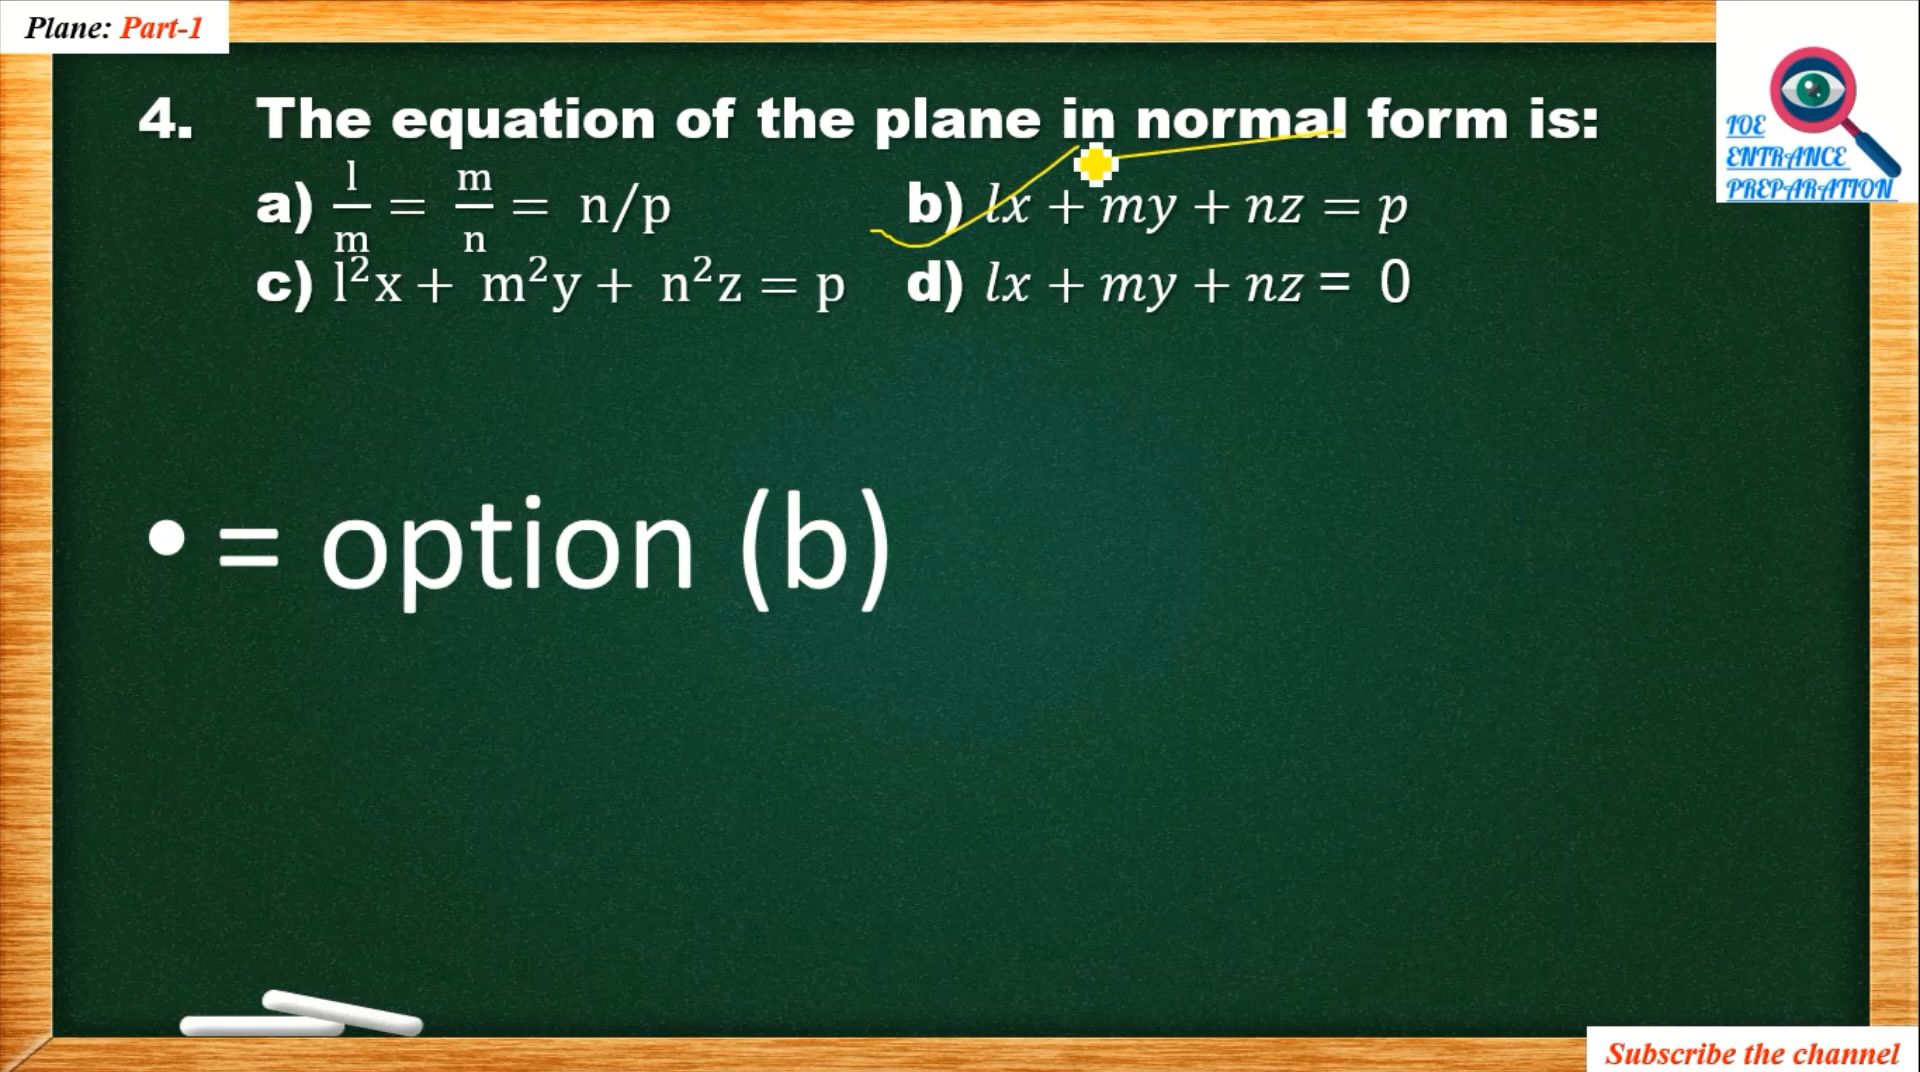 Plane: Part-1
IOE
ENTRANCE
PREPARATION
4. The equation of the plane in normal form is:
a) l/m = m/n = n/p b) lx + my + nz = p
c) l²x + m²y + n²z = p d) lx + my + nz = 0
• = option (b)
Subscribe the channel